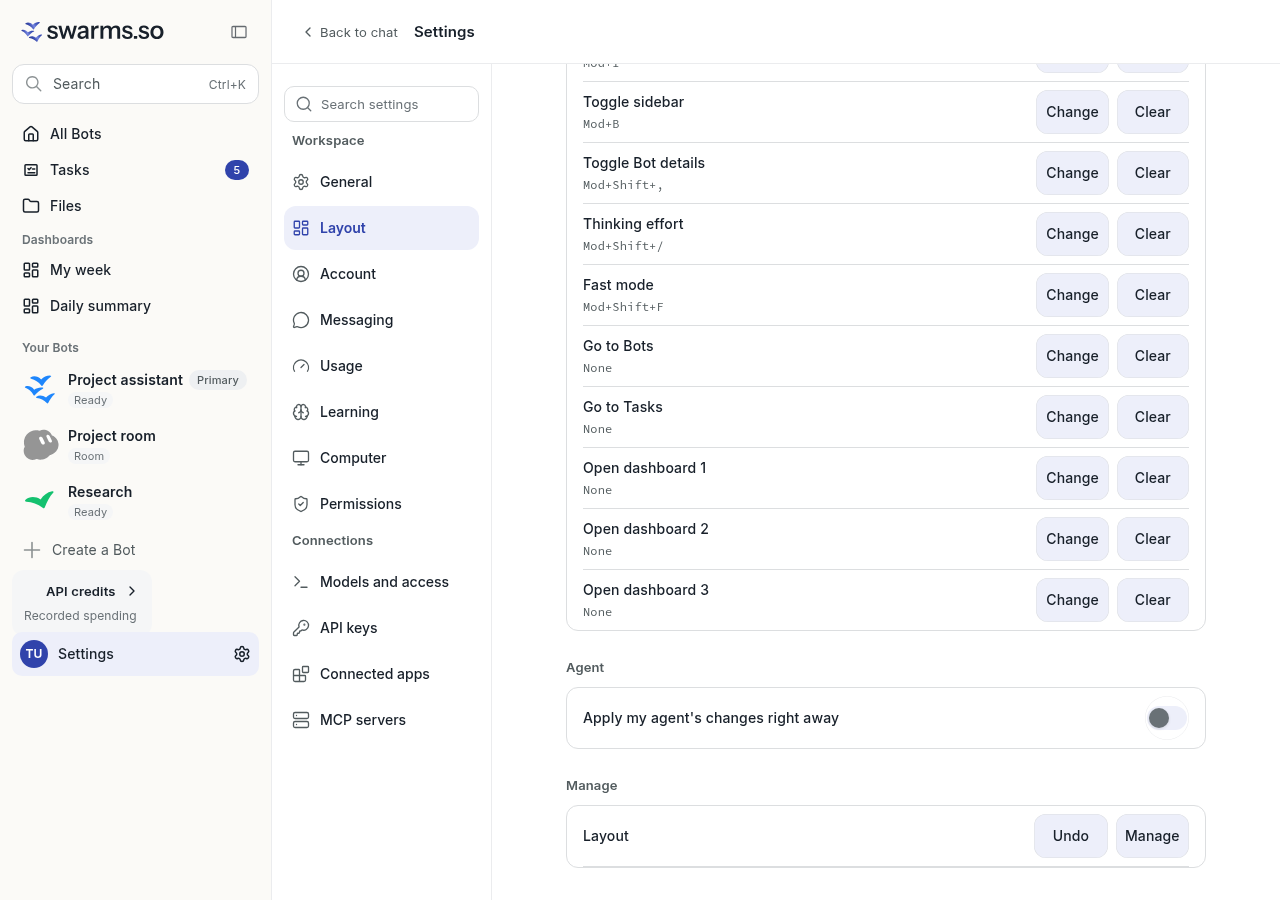 swarms.so
Search Ctrl+K
All Bots
Tasks 5
Files
Dashboards
My week
Daily summary
Your Bots
Project assistant Primary
Ready
Project room
Room
Research
Ready
Create a Bot
API credits
Recorded spending
TU Settings
Back to chat Settings
Search settings
Workspace
General
Layout
Account
Messaging
Usage
Learning
Computer
Permissions
Connections
Models and access
API keys
Connected apps
MCP servers
Toggle sidebar
Mod+B
Change Clear
Toggle Bot details
Mod+Shift+,
Change Clear
Thinking effort
Mod+Shift+/
Change Clear
Fast mode
Mod+Shift+F
Change Clear
Go to Bots
None
Change Clear
Go to Tasks
None
Change Clear
Open dashboard 1
None
Change Clear
Open dashboard 2
None
Change Clear
Open dashboard 3
None
Change Clear
Agent
Apply my agent's changes right away
Manage
Layout Undo Manage